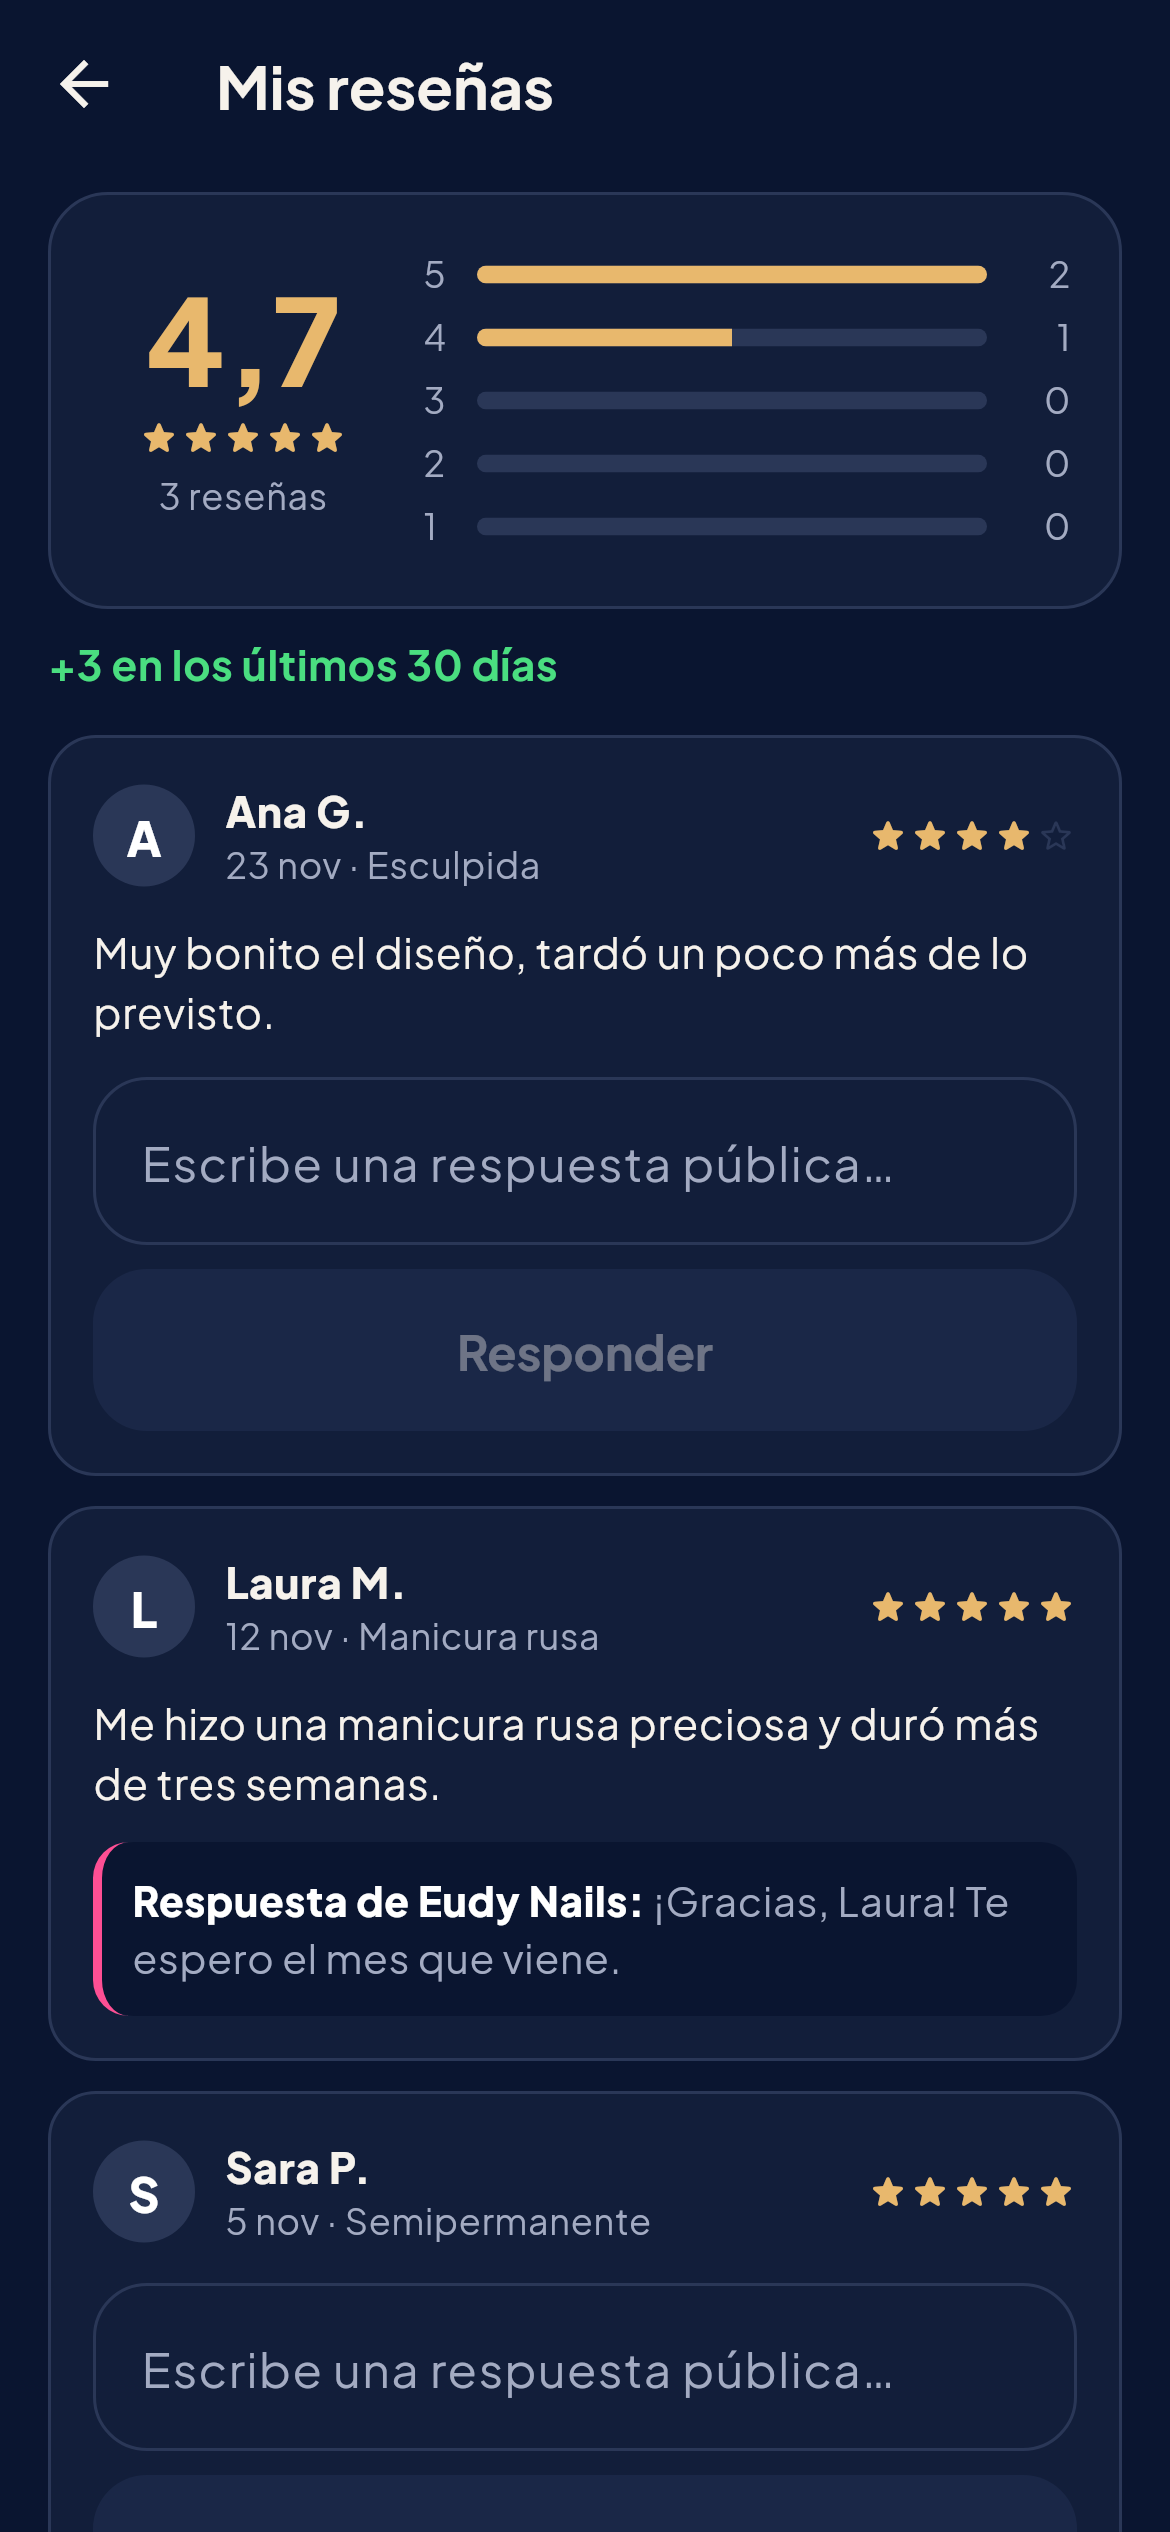 Mis reseñas
4,7
3 reseñas
5 2
4 1
3 0
2 0
1 0
+3 en los últimos 30 días
A
Ana G.
23 nov · Esculpida
Muy bonito el diseño, tardó un poco más de lo
previsto.
Escribe una respuesta pública…
Responder
L
Laura M.
12 nov · Manicura rusa
Me hizo una manicura rusa preciosa y duró más
de tres semanas.
Respuesta de Eudy Nails: ¡Gracias, Laura! Te
espero el mes que viene.
S
Sara P.
5 nov · Semipermanente
Escribe una respuesta pública…